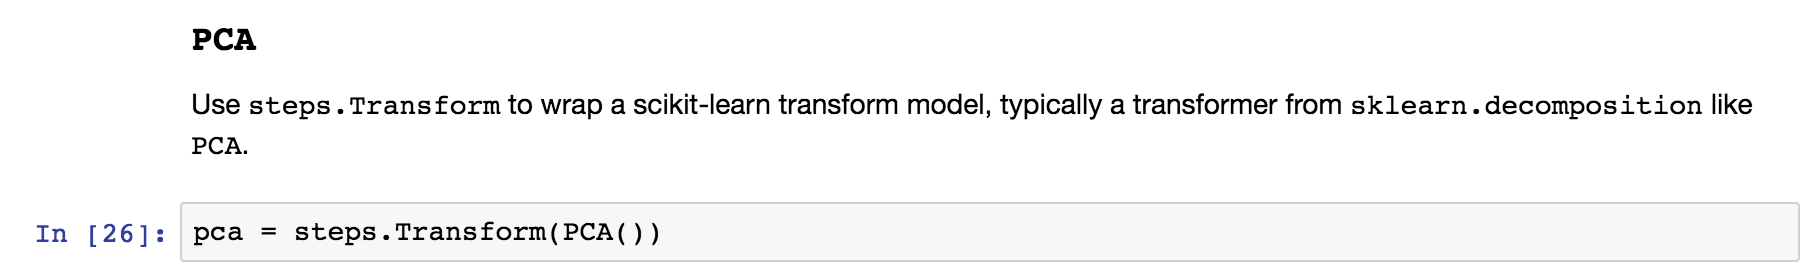 PCA
Use steps.Transform to wrap a scikit-learn transform model, typically a transformer from sklearn.decomposition like
PCA.
In [26]: pca = steps.Transform(PCA())